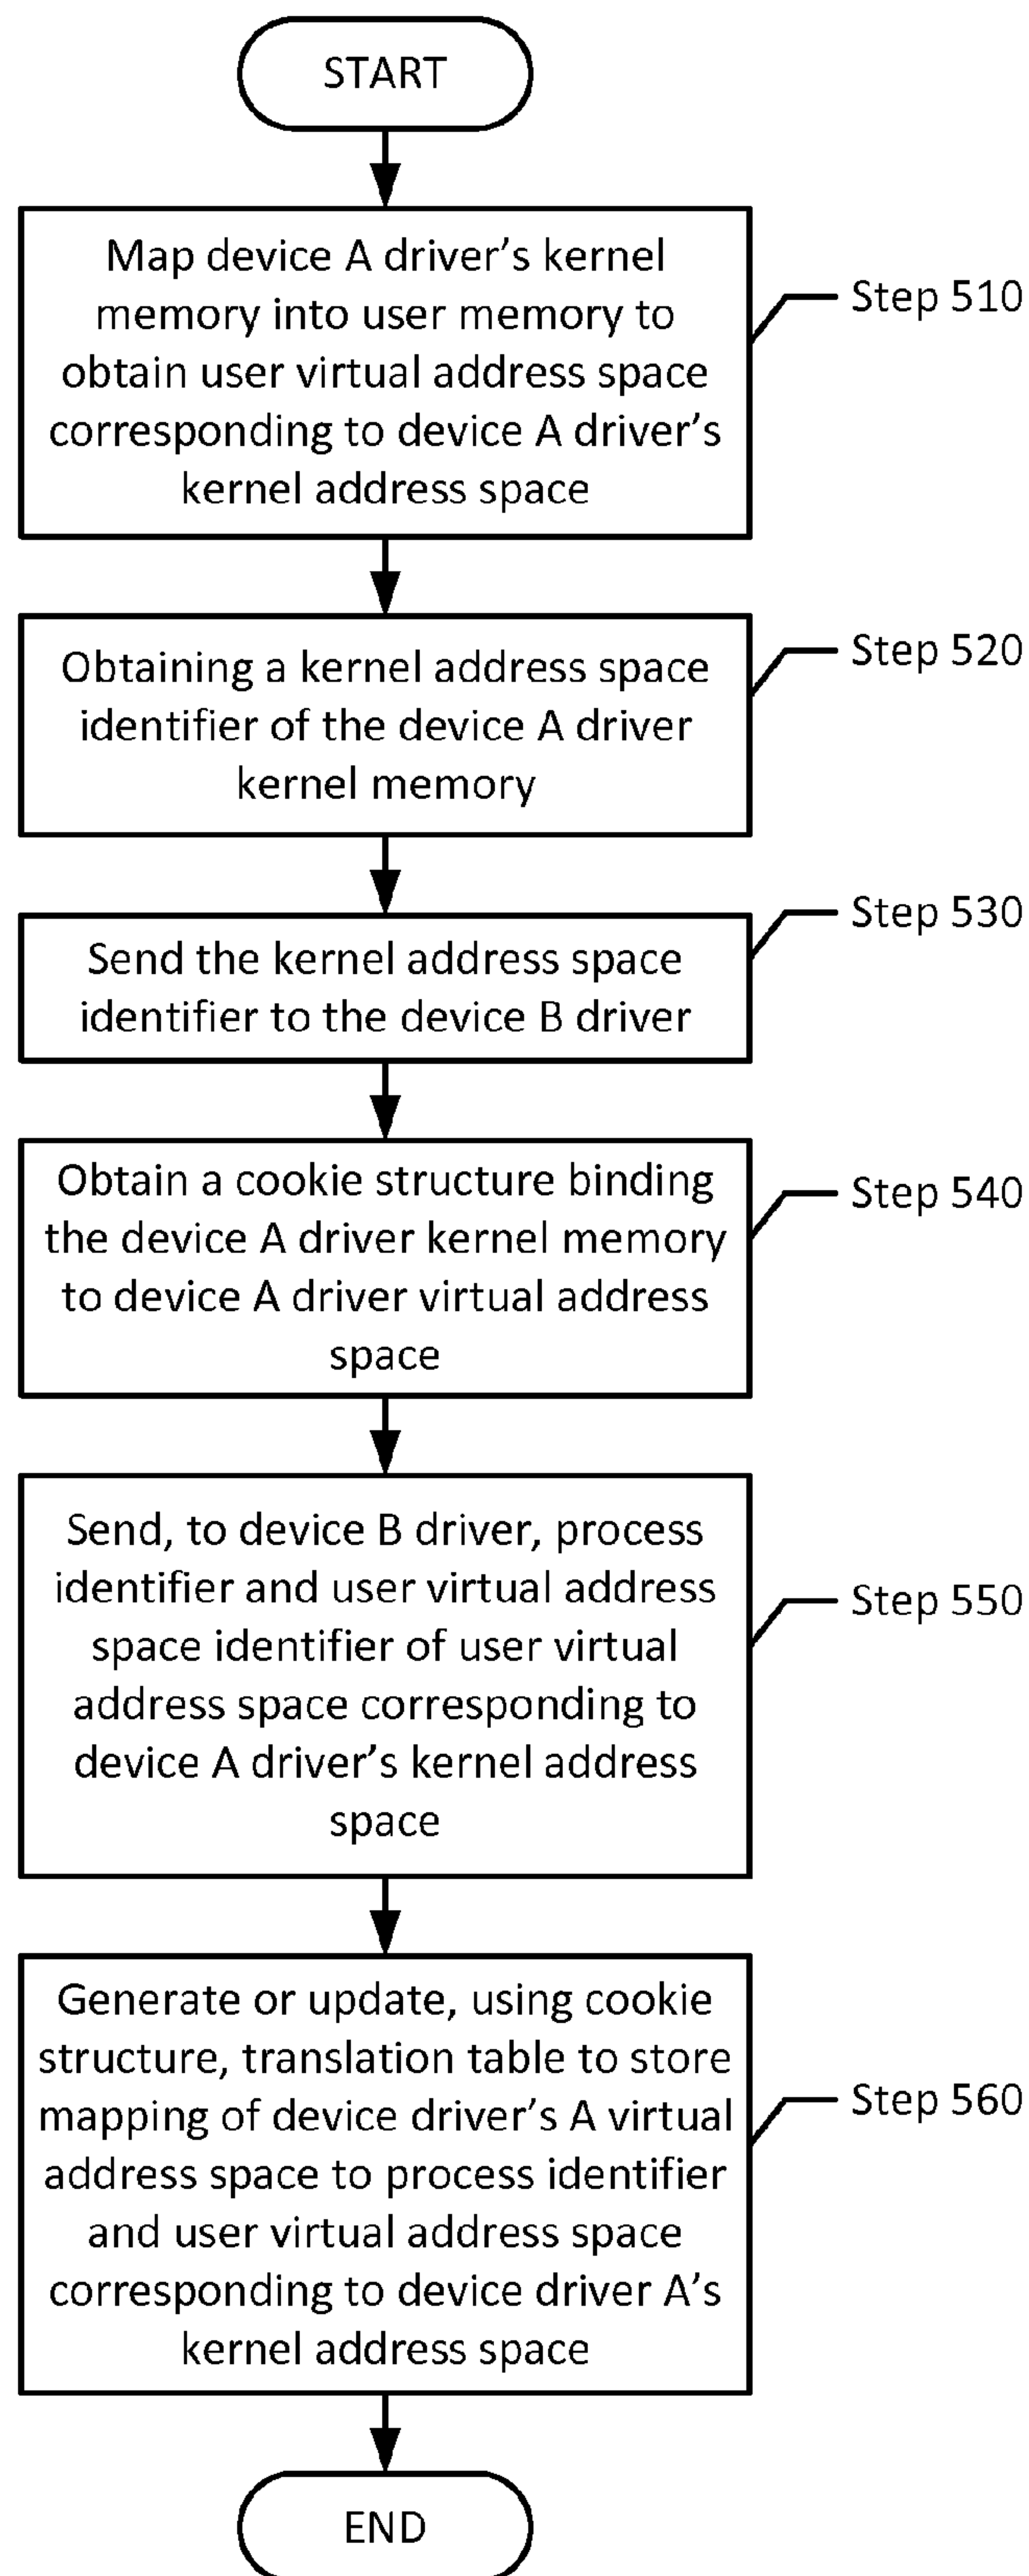 START
Map device A driver’s kernel
memory into user memory to
obtain user virtual address space
corresponding to device A driver’s
kernel address space
Step 510
Obtaining a kernel address space
identifier of the device A driver
kernel memory
Step 520
Send the kernel address space
identifier to the device B driver
Step 530
Obtain a cookie structure binding
the device A driver kernel memory
to device A driver virtual address
space
Step 540
Send, to device B driver, process
identifier and user virtual address
space identifier of user virtual
address space corresponding to
device A driver’s kernel address
space
Step 550
Generate or update, using cookie
structure, translation table to store
mapping of device driver’s A virtual
address space to process identifier
and user virtual address space
corresponding to device driver A’s
kernel address space
Step 560
END